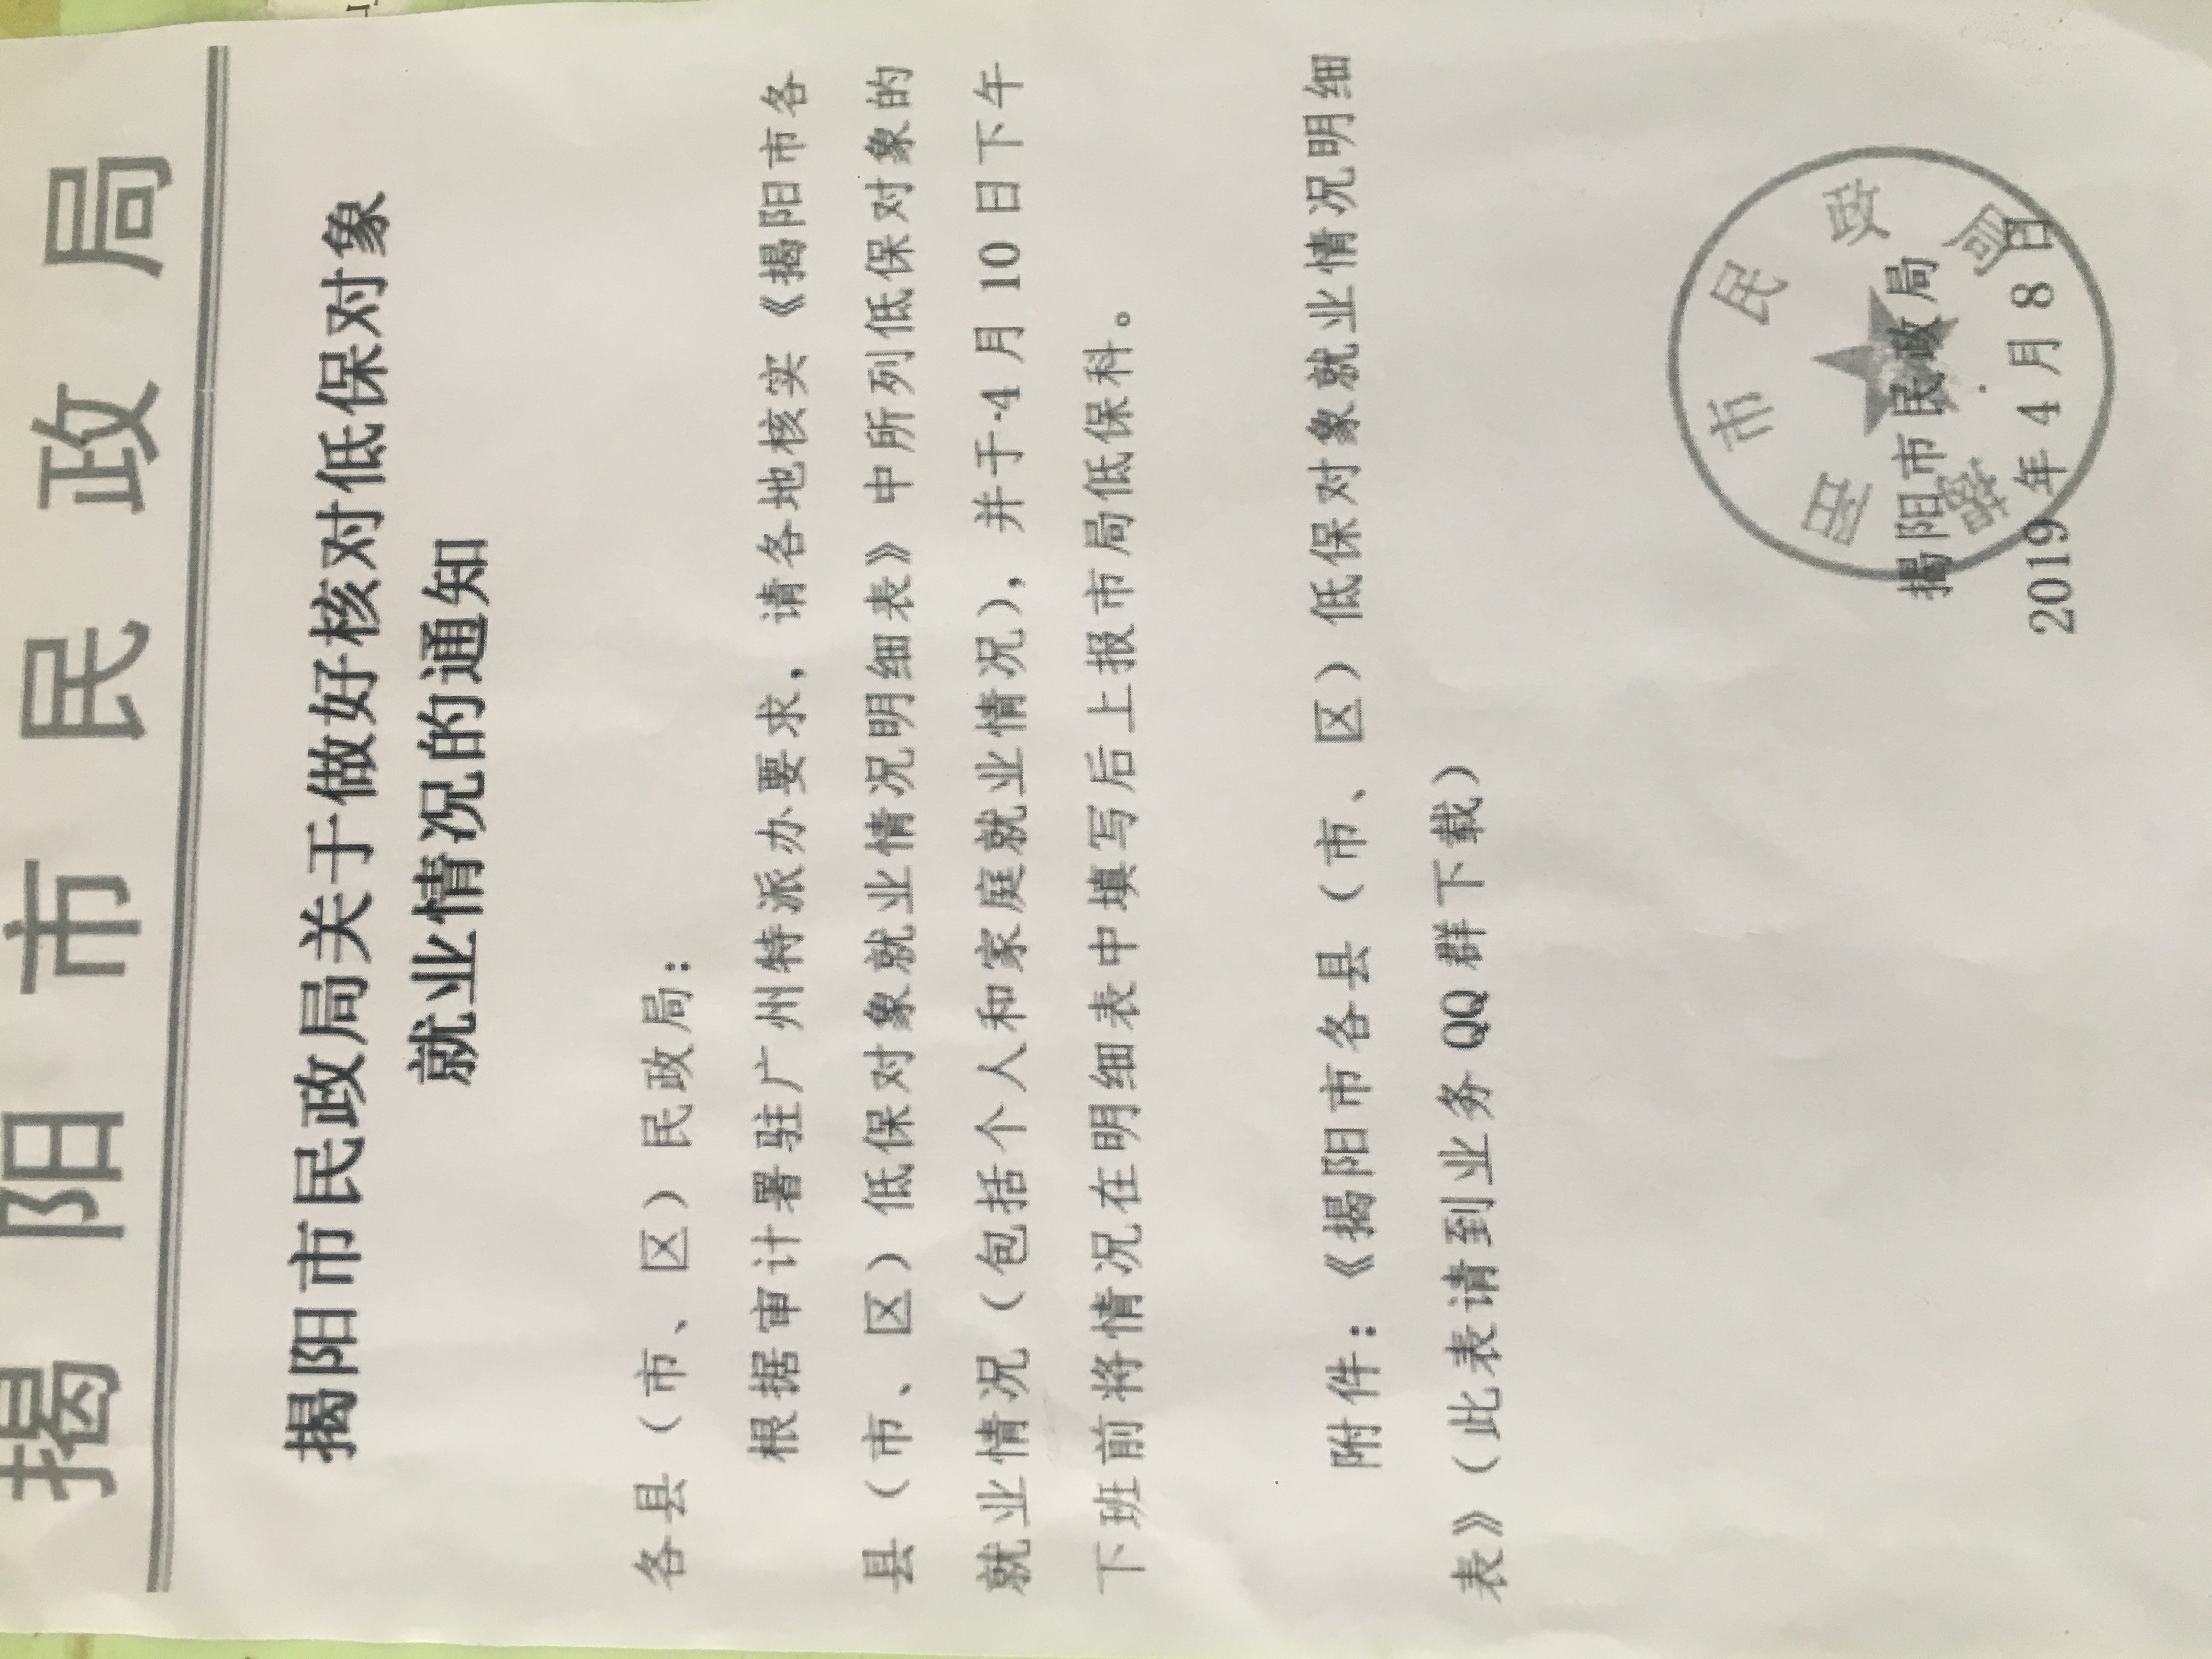 揭阳市民政局
揭阳市民政局关于做好核对低保对象
就业情况的通知
各县（市、区）民政局：
根据审计署驻广州特派办要求，请各地核实《揭阳市各
县（市、区）低保对象就业情况明细表》中所列低保对象的
就业情况（包括个人和家庭就业情况），并于4月10日下午
下班前将情况在明细表中填写后上报市局低保科。
附件：《揭阳市各县（市、区）低保对象就业情况明细
表》（此表请到业务QQ群下载）
揭阳市民政局
揭阳市民政局
2019年4月8日